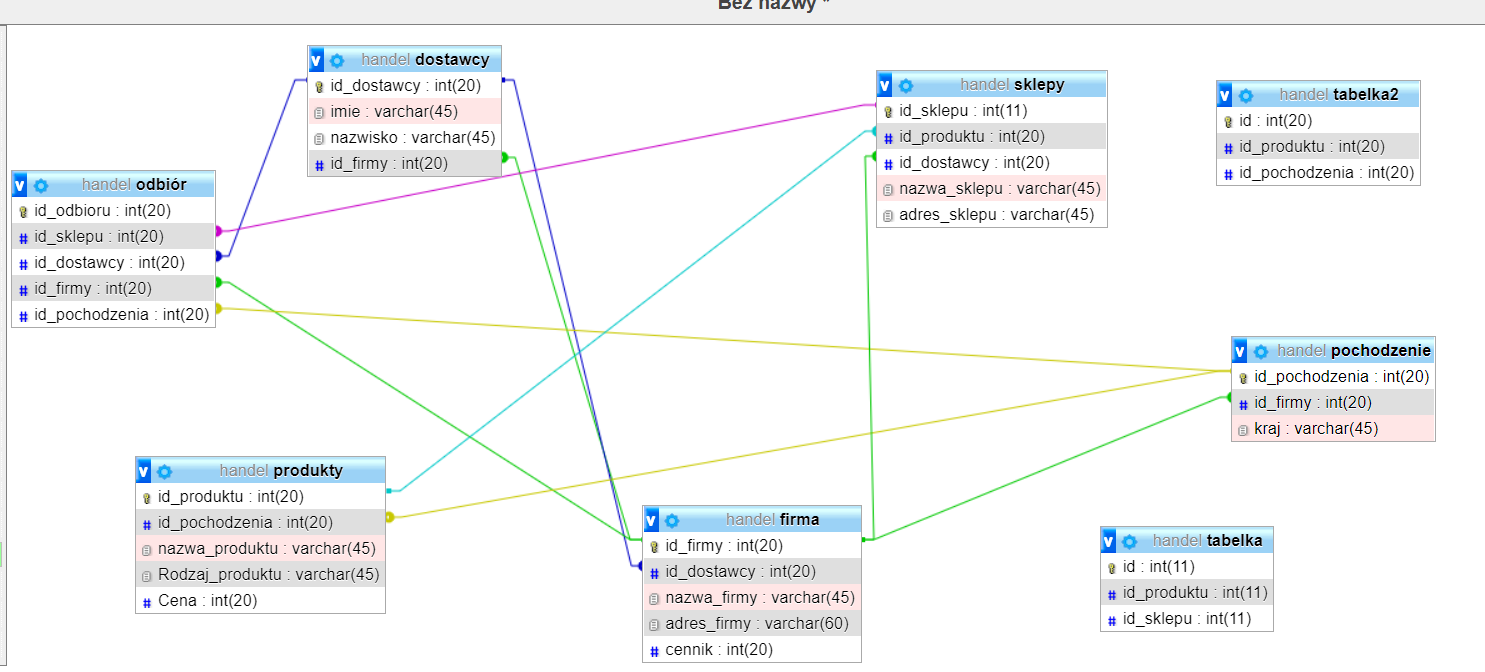 Bez nazwy *
v handel dostawcy
id_dostawcy : int(20)
imie : varchar(45)
nazwisko : varchar(45)
# id_firmy : int(20)
v handel sklepy
id_sklepu : int(11)
# id_produktu : int(20)
# id_dostawcy : int(20)
nazwa_sklepu : varchar(45)
adres_sklepu : varchar(45)
v handel tabelka2
id : int(20)
# id_produktu : int(20)
# id_pochodzenia : int(20)
v handel odbiór
id_odbioru : int(20)
# id_sklepu : int(20)
# id_dostawcy : int(20)
# id_firmy : int(20)
# id_pochodzenia : int(20)
v handel pochodzenie
id_pochodzenia : int(20)
# id_firmy : int(20)
kraj : varchar(45)
v handel produkty
id_produktu : int(20)
# id_pochodzenia : int(20)
nazwa_produktu : varchar(45)
Rodzaj_produktu : varchar(45)
# Cena : int(20)
v handel firma
id_firmy : int(20)
# id_dostawcy : int(20)
nazwa_firmy : varchar(45)
adres_firmy : varchar(60)
# cennik : int(20)
v handel tabelka
id : int(11)
# id_produktu : int(11)
# id_sklepu : int(11)